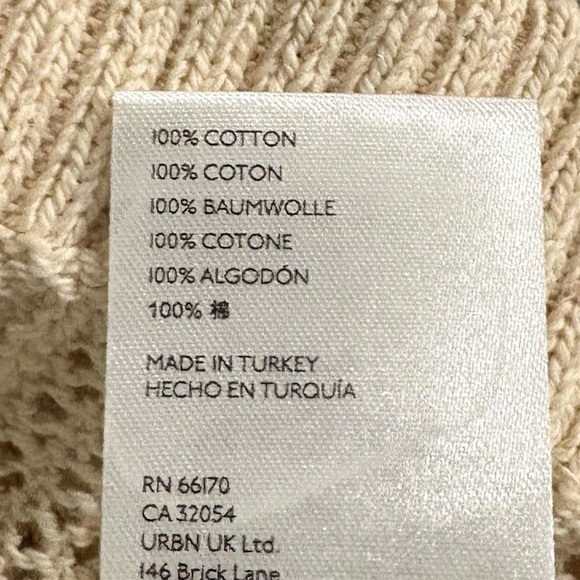 100% COTTON
100% COTON
100% BAUMWOLLE
100% COTONE
100% ALGODÓN
100% 棉
MADE IN TURKEY
HECHO EN TURQUÍA
RN 66170
CA 32054
URBN UK Ltd.
146 Brick Lane